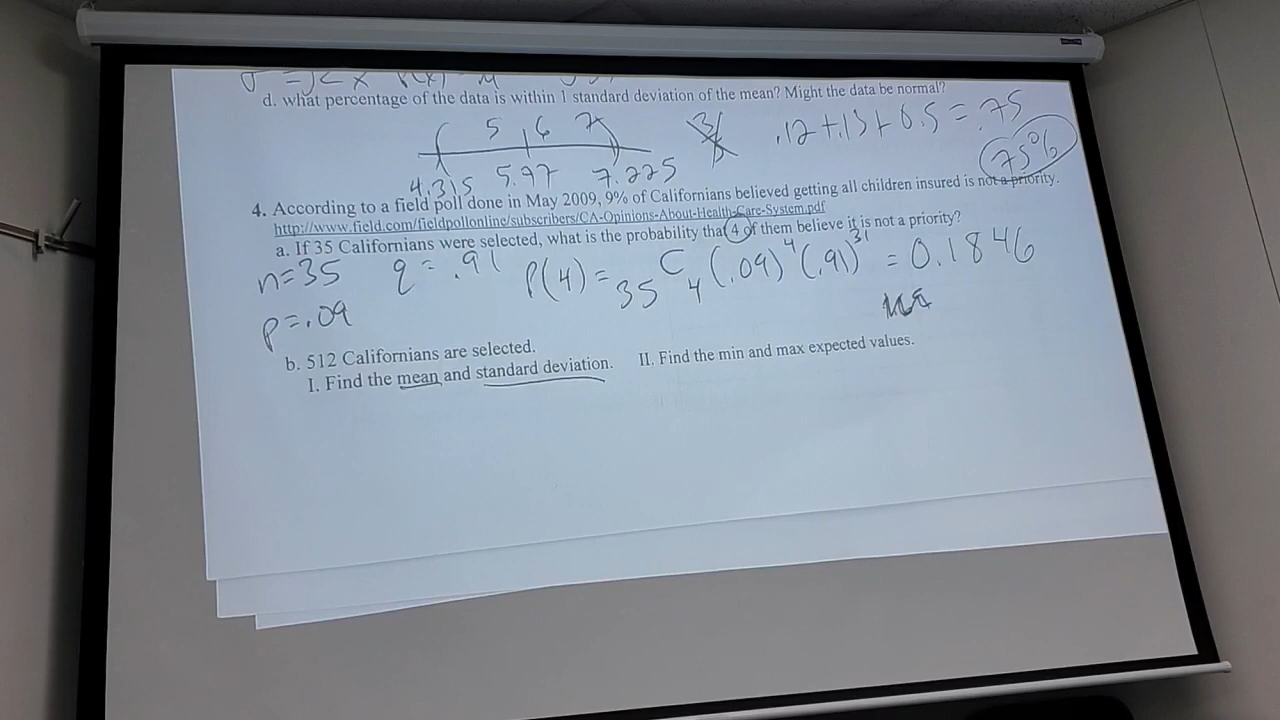 d. what percentage of the data is within 1 standard deviation of the mean? Might the data be normal?
5 6 7
.12 + .13 + 0.5 = .75
75%
4.315 5.97 7.225
4. According to a field poll done in May 2009, 9% of Californians believed getting all children insured is not a priority.
http://www.field.com/fieldpollonline/subscribers/CA-Opinions-About-Health-Care-System.pdf
a. If 35 Californians were selected, what is the probability that 4 of them believe it is not a priority?
n=35 q = .91 P(4) = 35 C 4 (.09)^4 (.91)^31 = 0.1846
p=.09
b. 512 Californians are selected.
I. Find the mean and standard deviation. II. Find the min and max expected values.